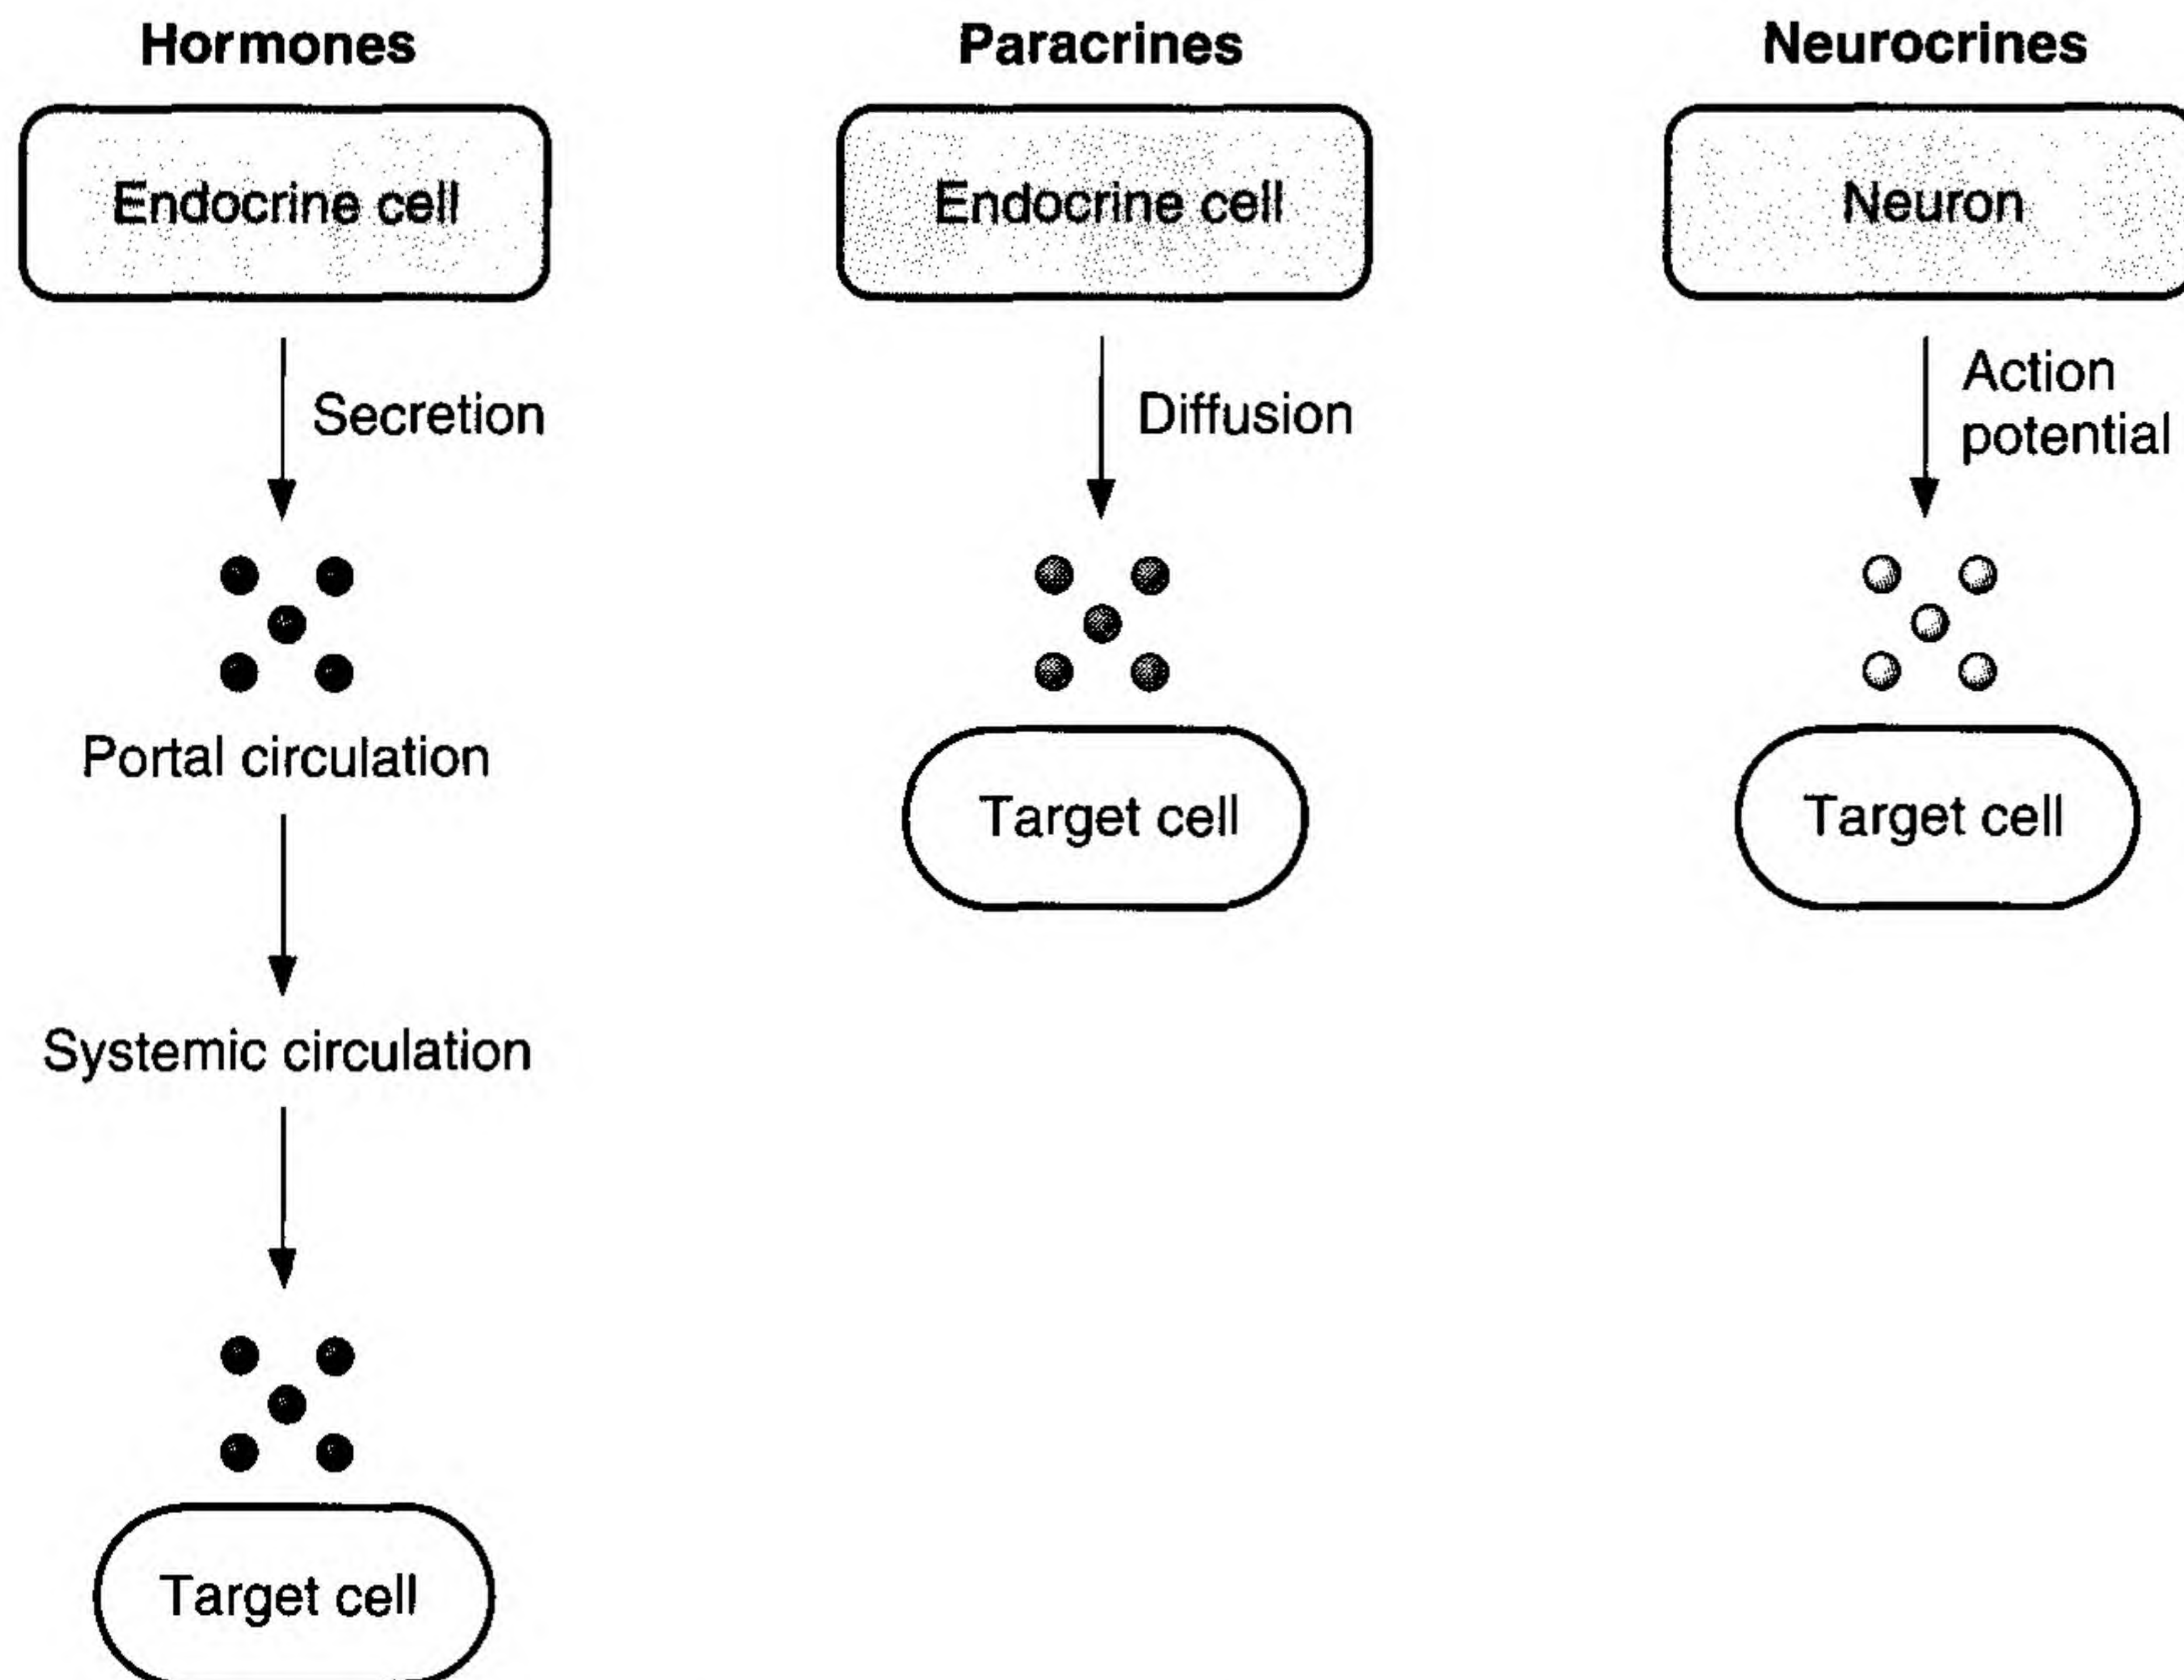 Hormones
Endocrine cell
Secretion
Portal circulation
Systemic circulation
Target cell
Paracrines
Endocrine cell
Diffusion
Target cell
Neurocrines
Neuron
Action
potential
Target cell